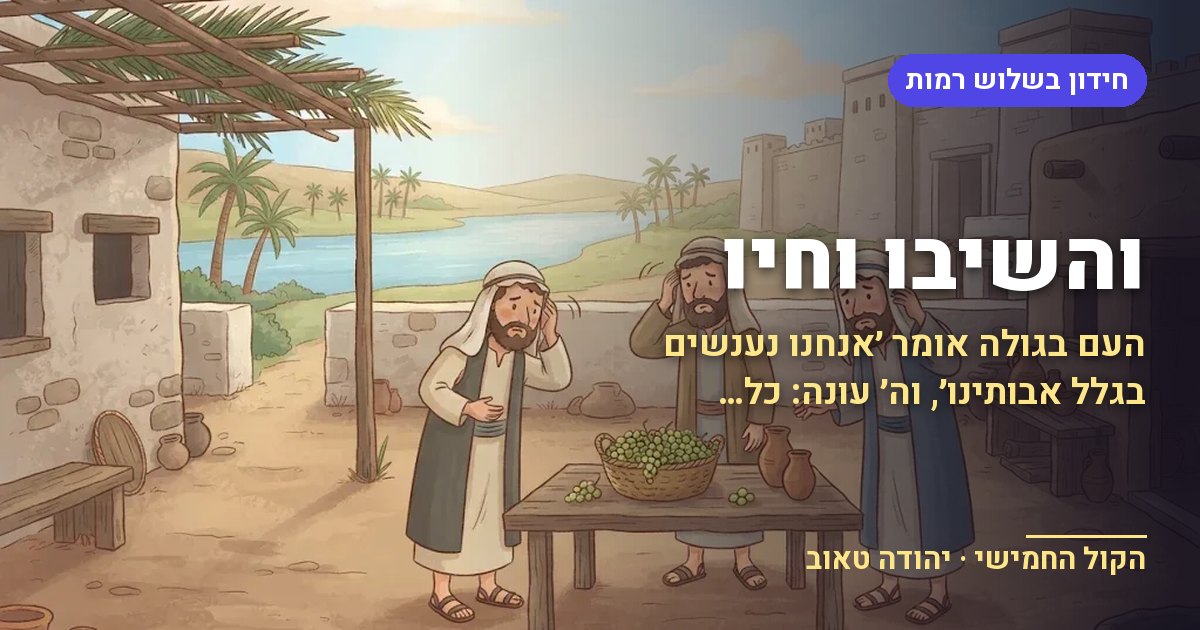 חידון בשלוש רמות
והשיבו וחיו
העם בגולה אומר ׳אנחנו נענשים
בגלל אבותינו׳, וה׳ עונה: כל...
הקול החמישי · יהודה טאוב